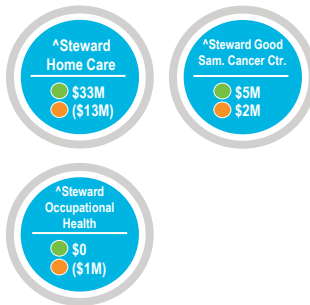 ^Steward
Home Care
$33M
($13M)
^Steward Good
Sam. Cancer Ctr.
$5M
$2M
^Steward
Occupational
Health
$0
($1M)